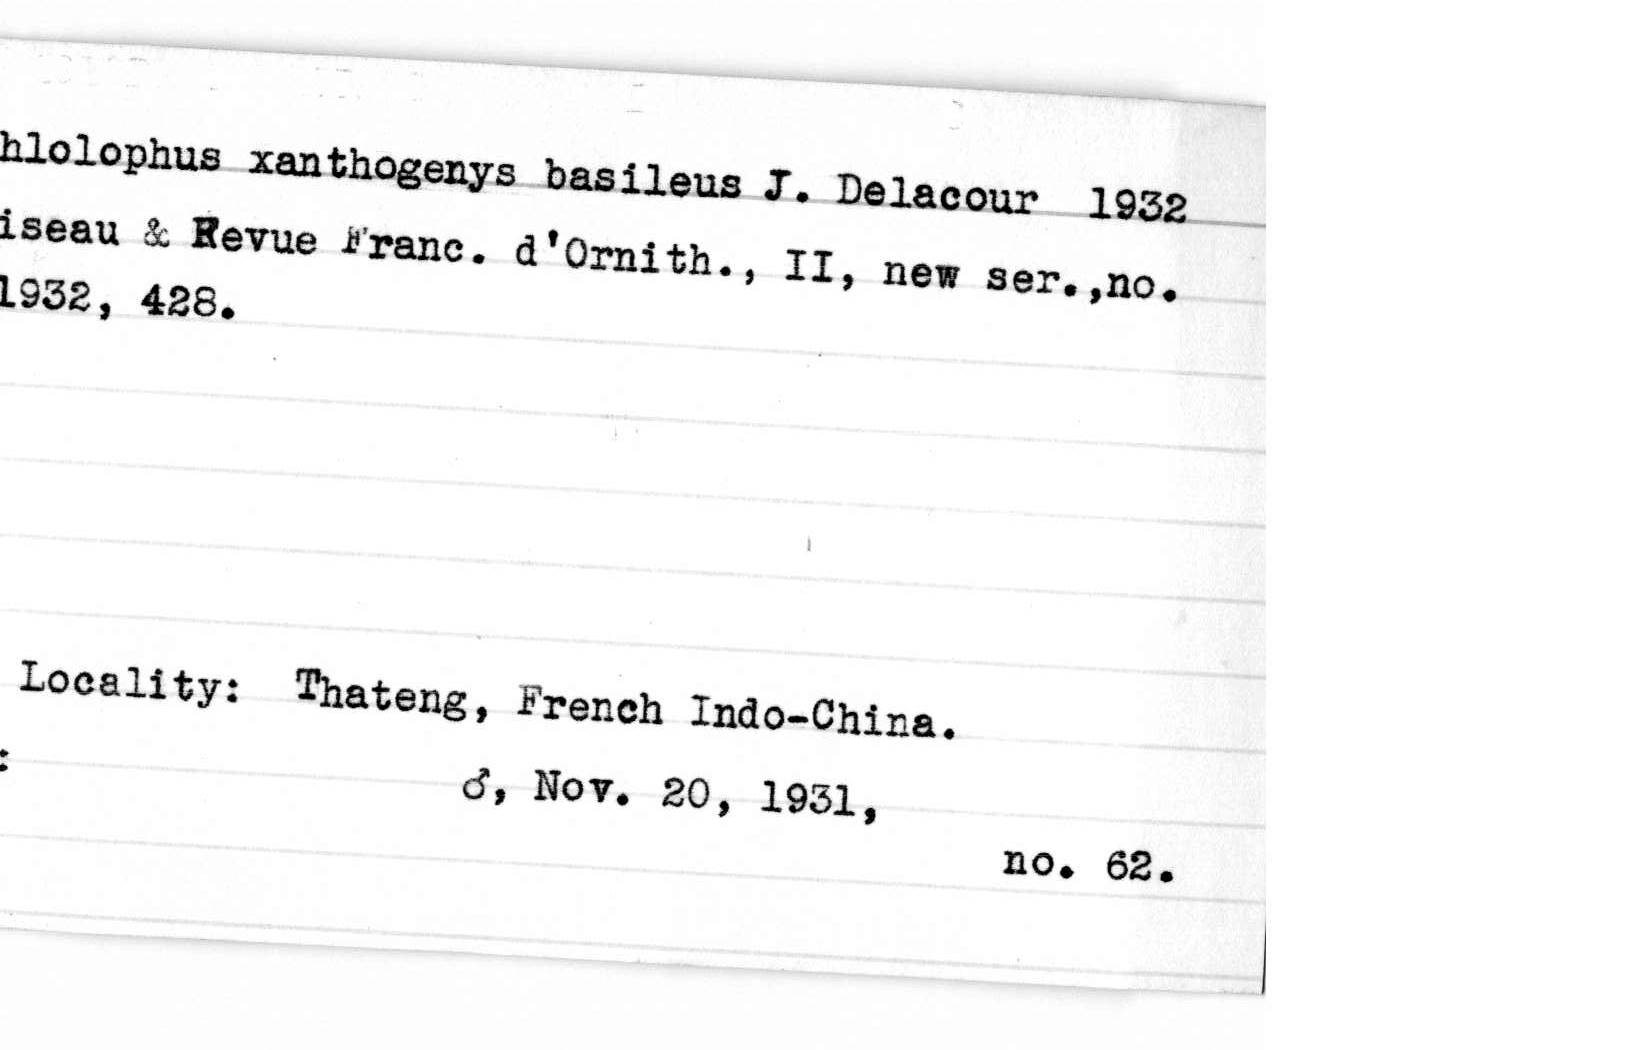 hlolophus xanthogenys basileus J. Delacour 1932
iseau & Revue Franc. d'Ornith., II, new ser.,no.
1932, 428.
Locality: Thateng, French Indo-China.
: ♂, Nov. 20, 1931,
no. 62.